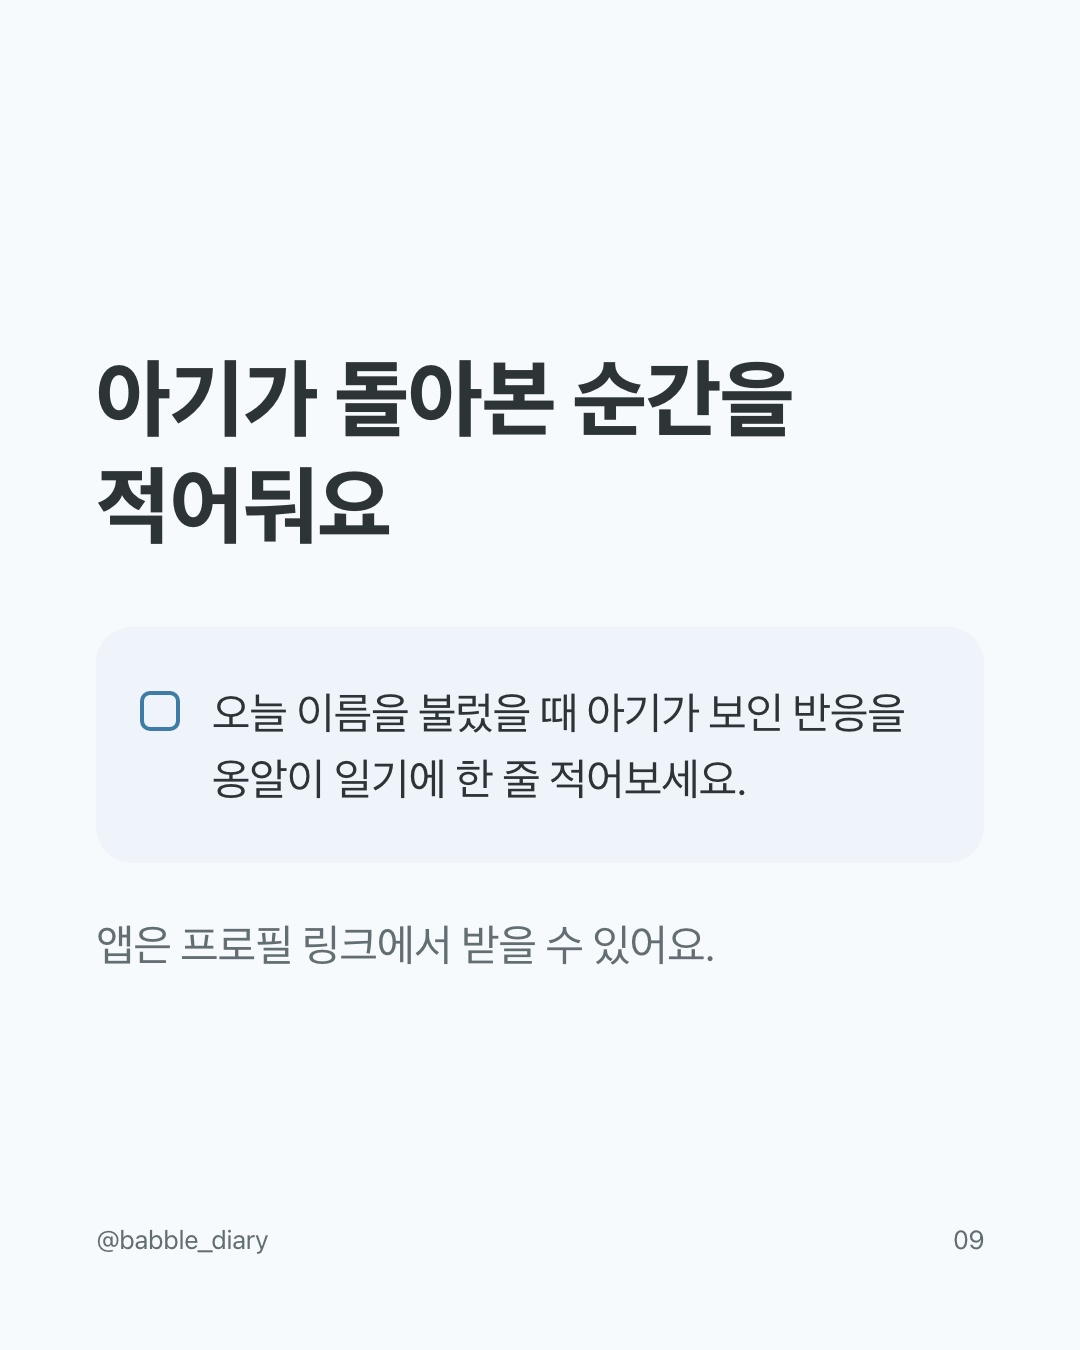 아기가 돌아본 순간을
적어둬요
오늘 이름을 불렀을 때 아기가 보인 반응을
옹알이 일기에 한 줄 적어보세요.
앱은 프로필 링크에서 받을 수 있어요.
@babble_diary
09